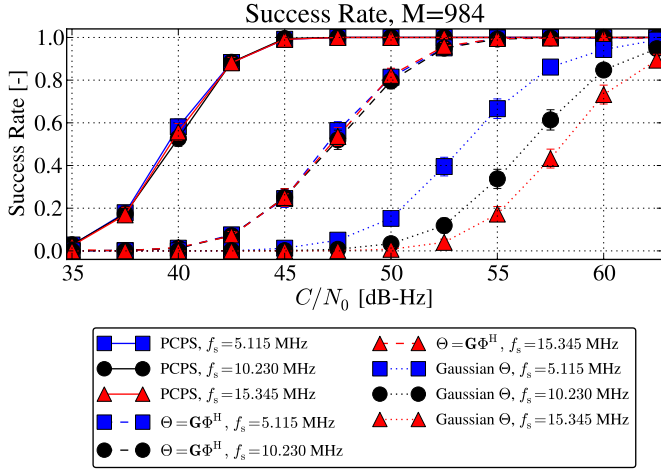 Success Rate, M=984
Success Rate [-]
1.0
0.8
0.6
0.4
0.2
0.0
35 40 45 50 55 60
C/N₀ [dB-Hz]
PCPS, fₛ=5.115 MHz
PCPS, fₛ=10.230 MHz
PCPS, fₛ=15.345 MHz
Θ=GΦᴴ, fₛ=5.115 MHz
Θ=GΦᴴ, fₛ=10.230 MHz
Θ=GΦᴴ, fₛ=15.345 MHz
Gaussian Θ, fₛ=5.115 MHz
Gaussian Θ, fₛ=10.230 MHz
Gaussian Θ, fₛ=15.345 MHz